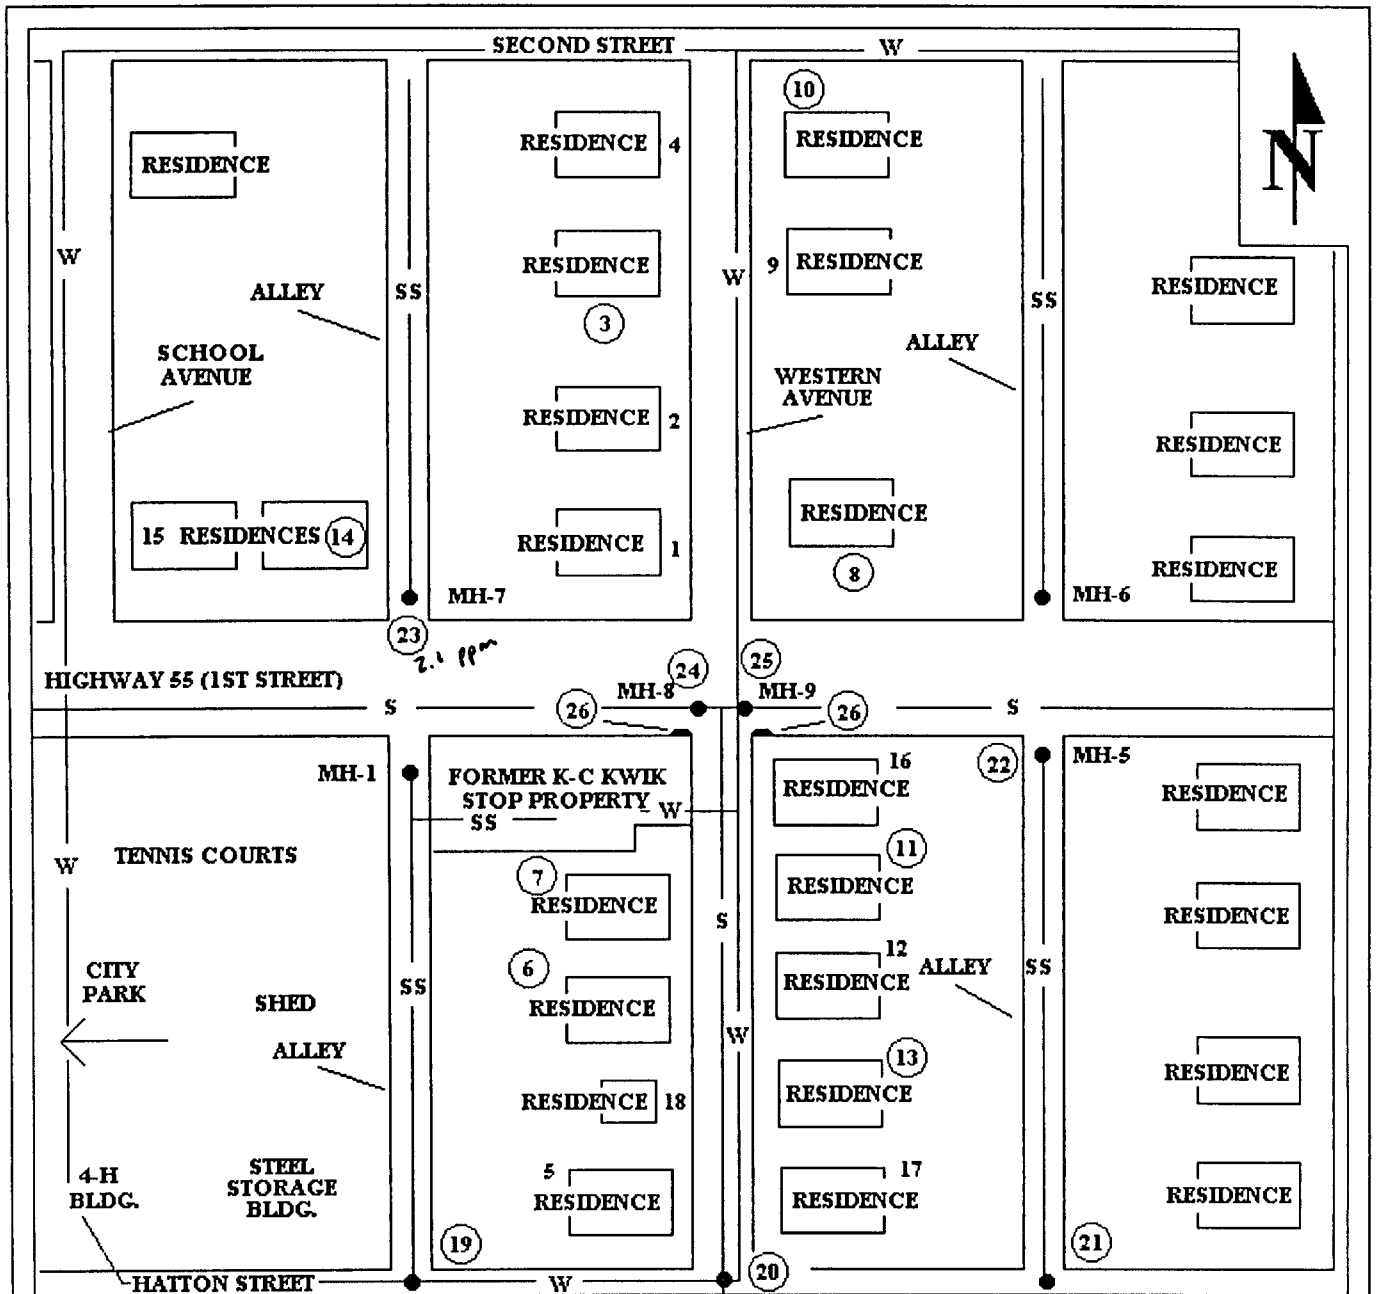 SECOND STREET
W
10
N
RESIDENCE
RESIDENCE 4
RESIDENCE
W
RESIDENCE
3
W
9 RESIDENCE
RESIDENCE
ALLEY
SS
SS
SCHOOL
AVENUE
ALLEY
WESTERN
AVENUE
RESIDENCE 2
RESIDENCE
15 RESIDENCES 14
RESIDENCE 1
RESIDENCE
8
RESIDENCE
MH-7
MH-6
23
2.1 ppm
24
25
HIGHWAY 55 (1ST STREET)
MH-8
MH-9
S
26
26
S
MH-1
FORMER K-C KWIK
STOP PROPERTY
W
SS
16
RESIDENCE
22
MH-5
RESIDENCE
TENNIS COURTS
W
7
RESIDENCE
11
RESIDENCE
RESIDENCE
S
CITY
PARK
SHED
SS
6
RESIDENCE
12
RESIDENCE
ALLEY
SS
ALLEY
W
13
RESIDENCE
RESIDENCE
RESIDENCE 18
4-H
BLDG.
STEEL
STORAGE
BLDG.
5
RESIDENCE
17
RESIDENCE
RESIDENCE
19
21
HATTON STREET
W
20